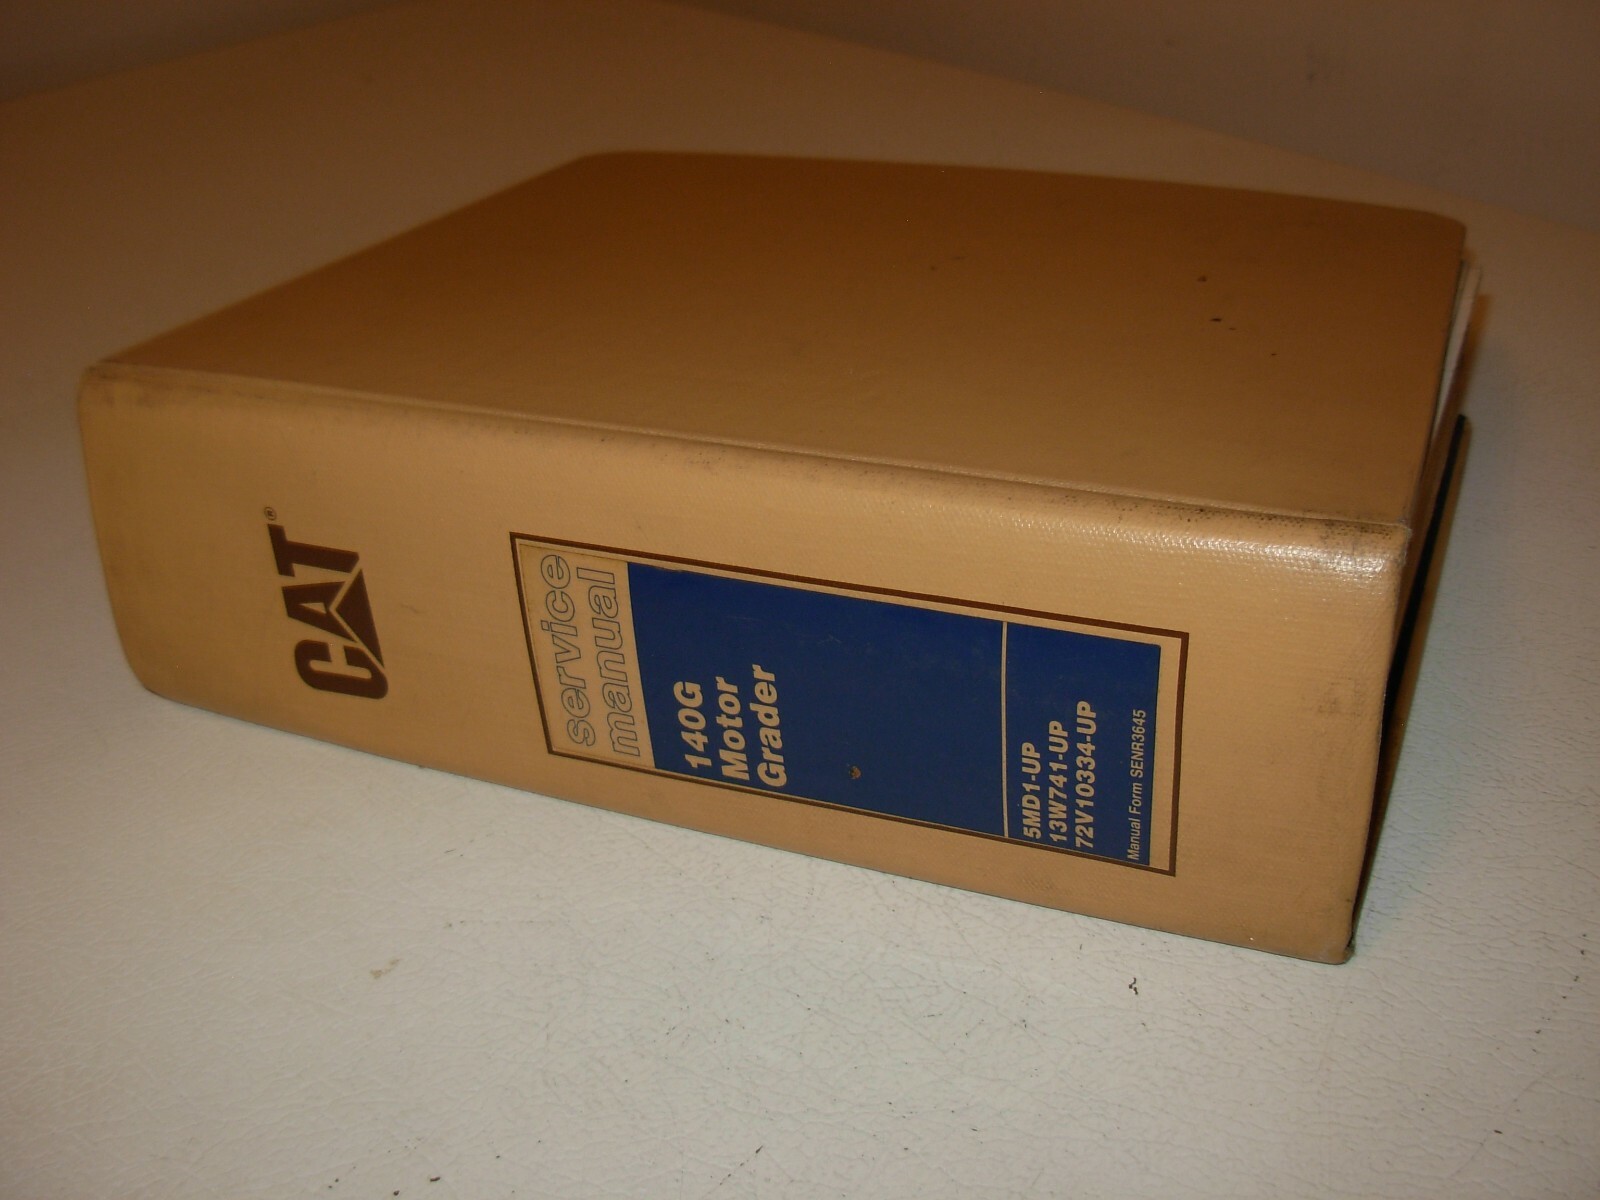 CAT®
service
manual
140G
Motor
Grader
5MD1-UP
13W741-UP
72V10334-UP
Manual Form SENR3645